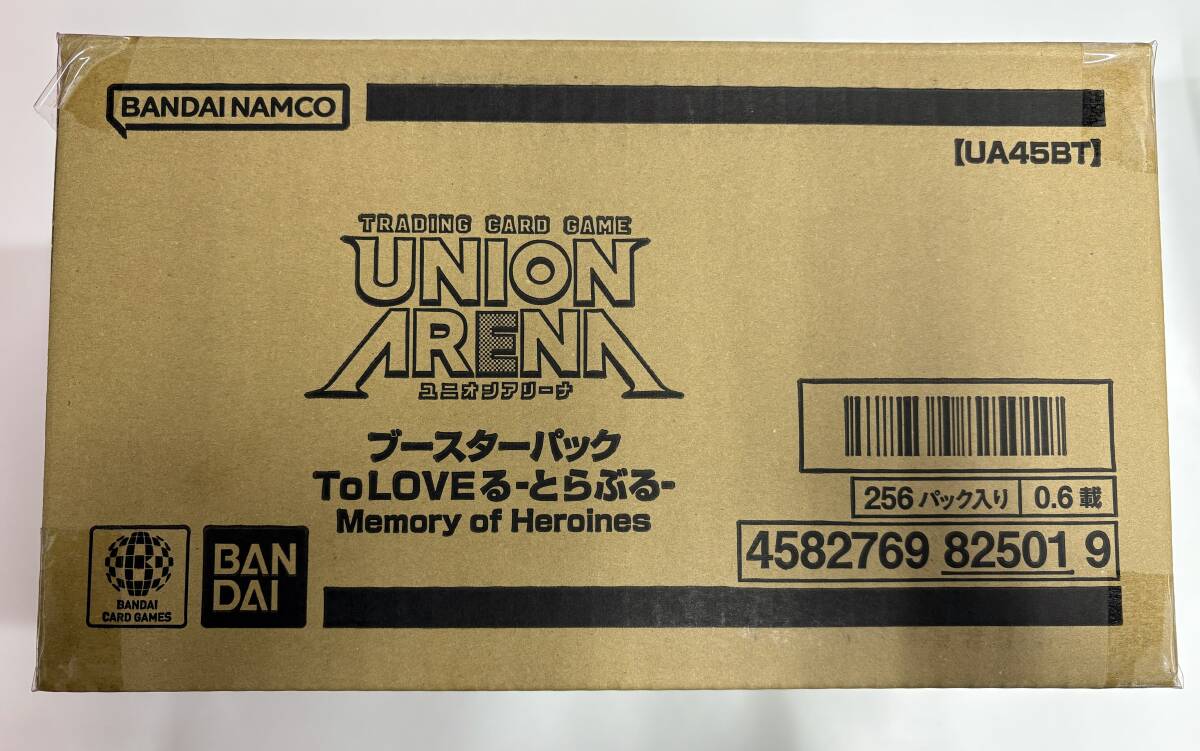 BANDAI NAMCO
【UA45BT】
TRADING CARD GAME
UNION
ARENA
ユニオンアリーナ
ブースターパック
To LOVEる-とらぶる-
Memory of Heroines
256 パック入り 0.6 載
4582769 82501 9
BANDAI
CARD GAMES
BAN
DAI